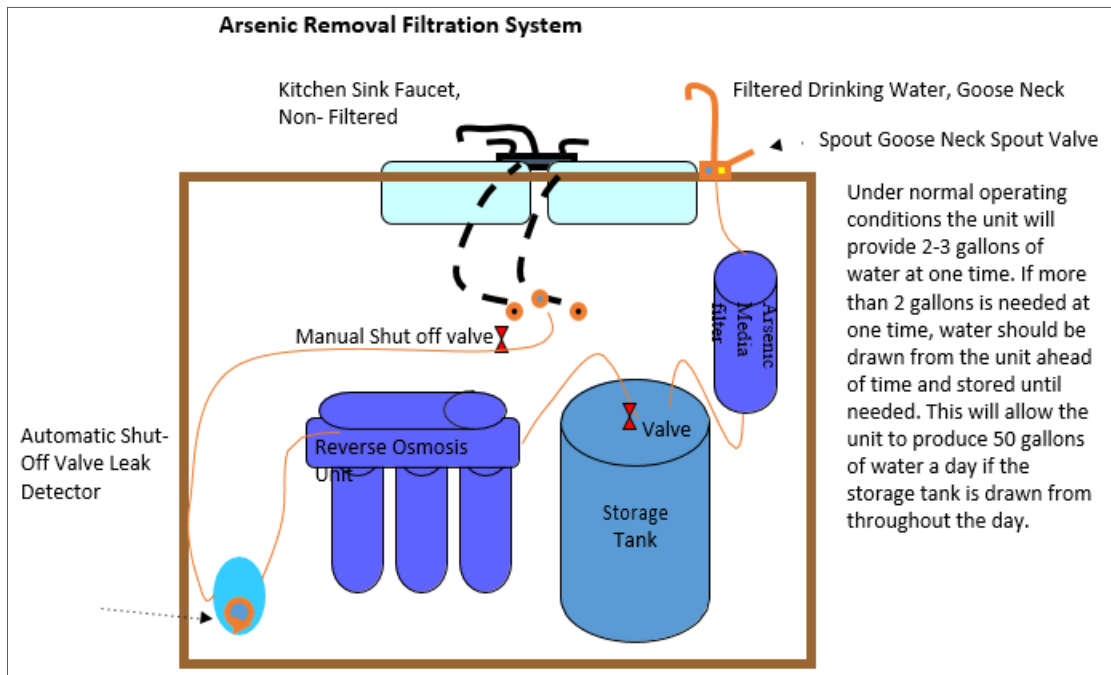 Arsenic Removal Filtration System
Kitchen Sink Faucet,
Non- Filtered
Filtered Drinking Water, Goose Neck
Spout Goose Neck Spout Valve
Under normal operating
conditions the unit will
provide 2-3 gallons of
water at one time. If more
than 2 gallons is needed at
one time, water should be
drawn from the unit ahead
of time and stored until
needed. This will allow the
unit to produce 50 gallons
of water a day if the
storage tank is drawn from
throughout the day.
Arsenic
Media
filter
Manual Shut off valve
Automatic Shut-
Off Valve Leak
Detector
Reverse Osmosis
Unit
Valve
Storage
Tank